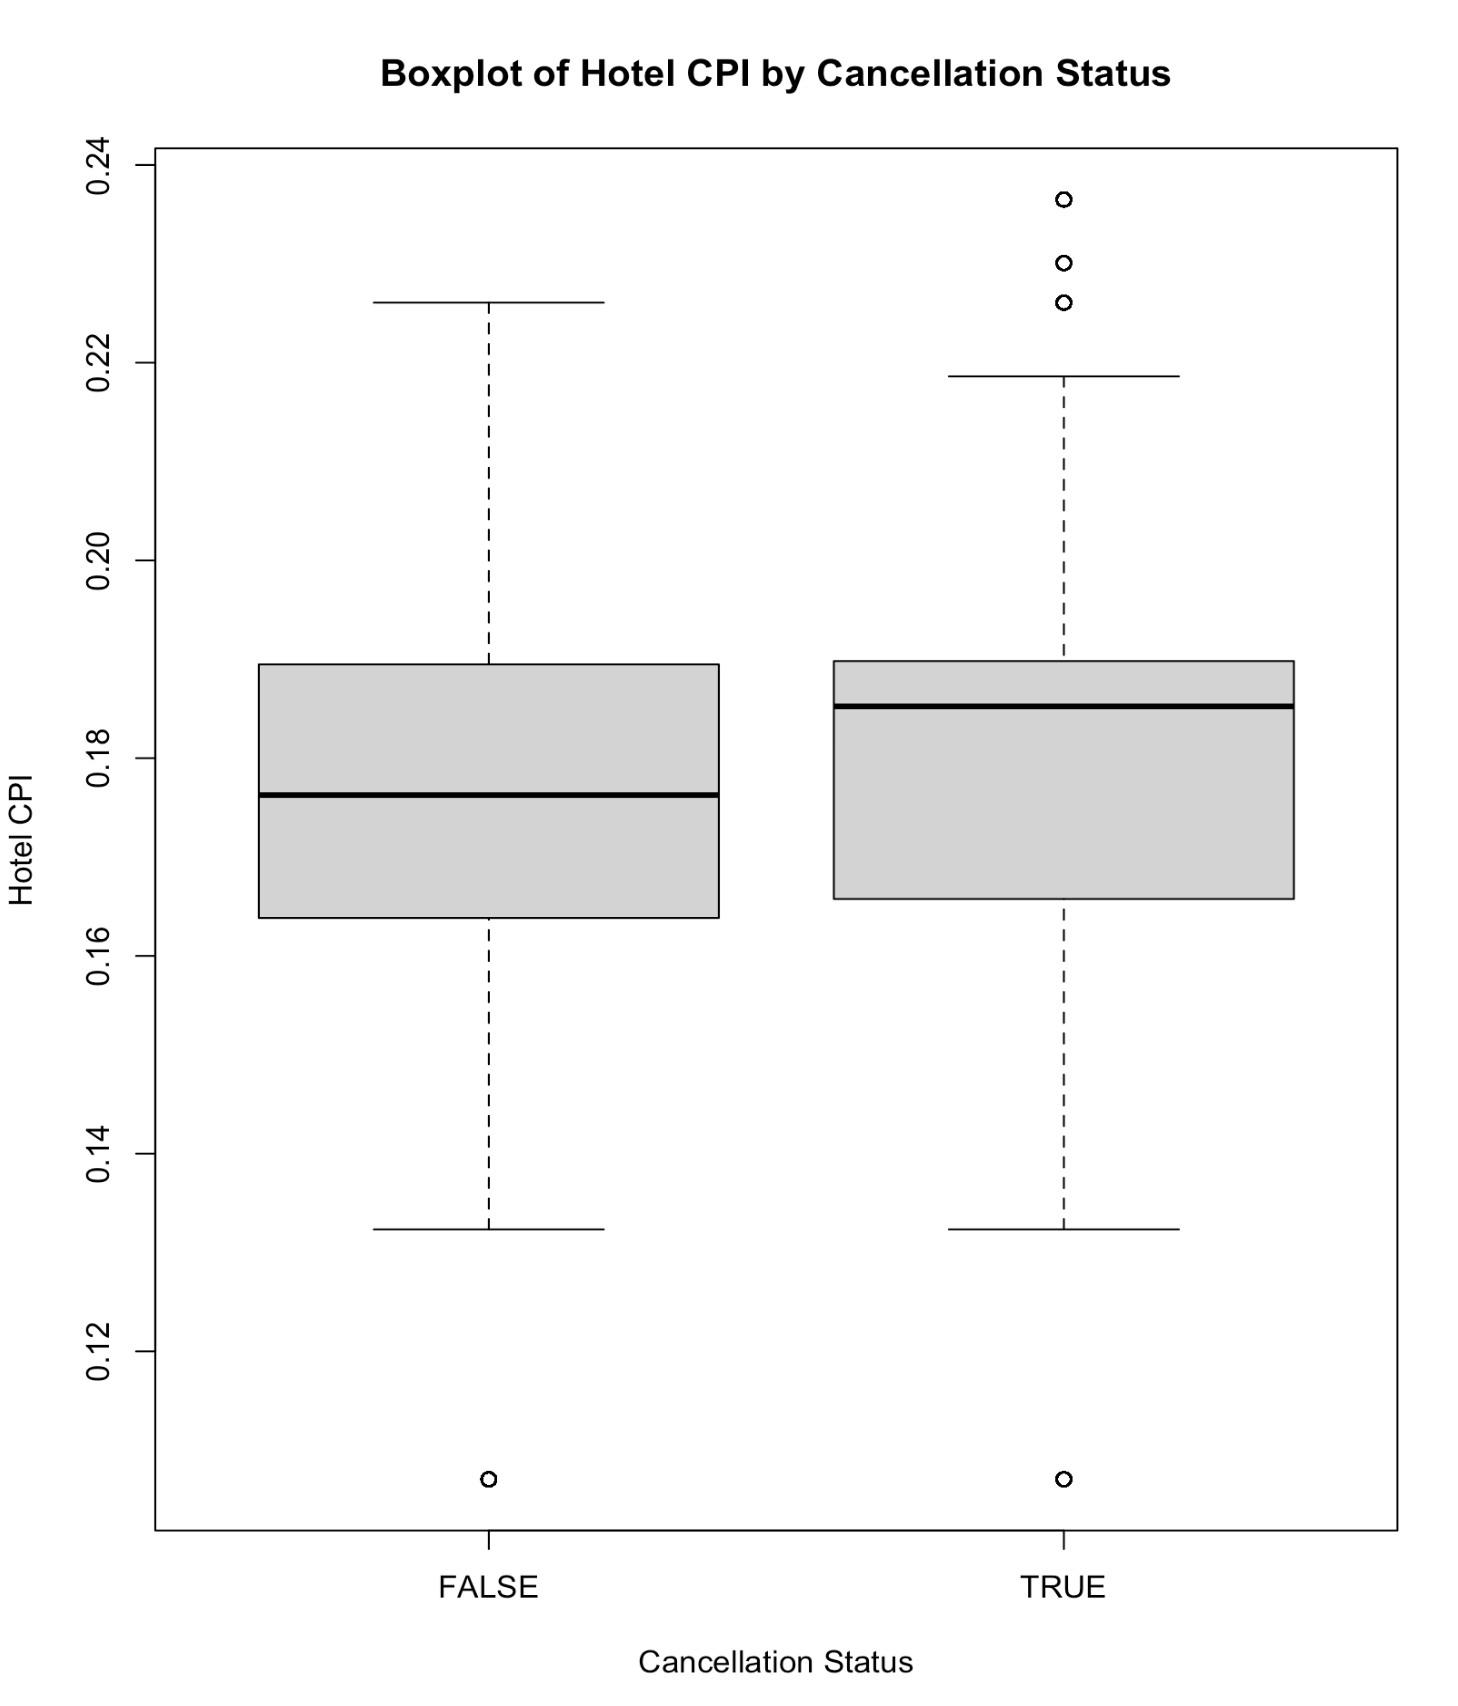 Boxplot of Hotel CPI by Cancellation Status
0.24
0.22
0.20
0.18
0.16
0.14
0.12
Hotel CPI
FALSE
TRUE
Cancellation Status